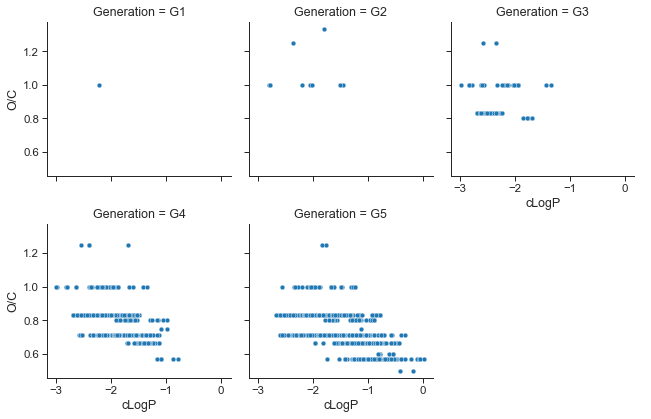 Generation = G1
Generation = G2
Generation = G3
1.2
1.0
0.8
0.6
O/C
−3
−2
−1
0
cLogP
Generation = G4
Generation = G5
1.2
1.0
0.8
0.6
O/C
−3
−2
−1
0
cLogP
−3
−2
−1
0
cLogP